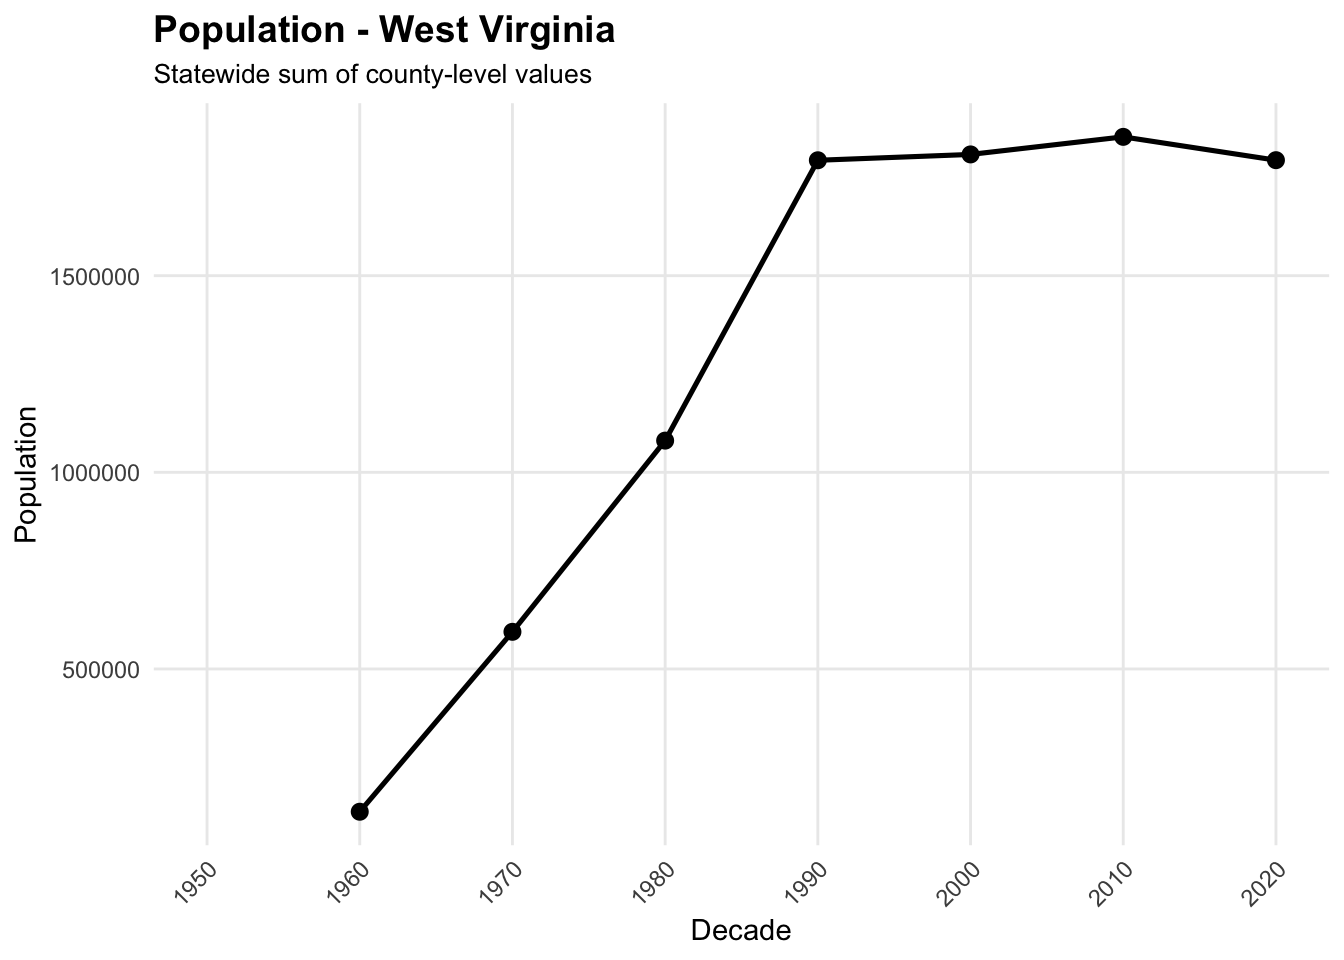 Population - West Virginia
Statewide sum of county-level values
Population
1500000
1000000
500000
1950
1960
1970
1980
1990
2000
2010
2020
Decade